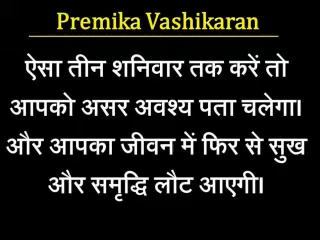 Premika Vashikaran
ऐसा तीन शनिवार तक करें तो
आपको असर अवश्य पता चलेगा।
और आपका जीवन में फिर से सुख
और समृद्धि लौट आएगी।